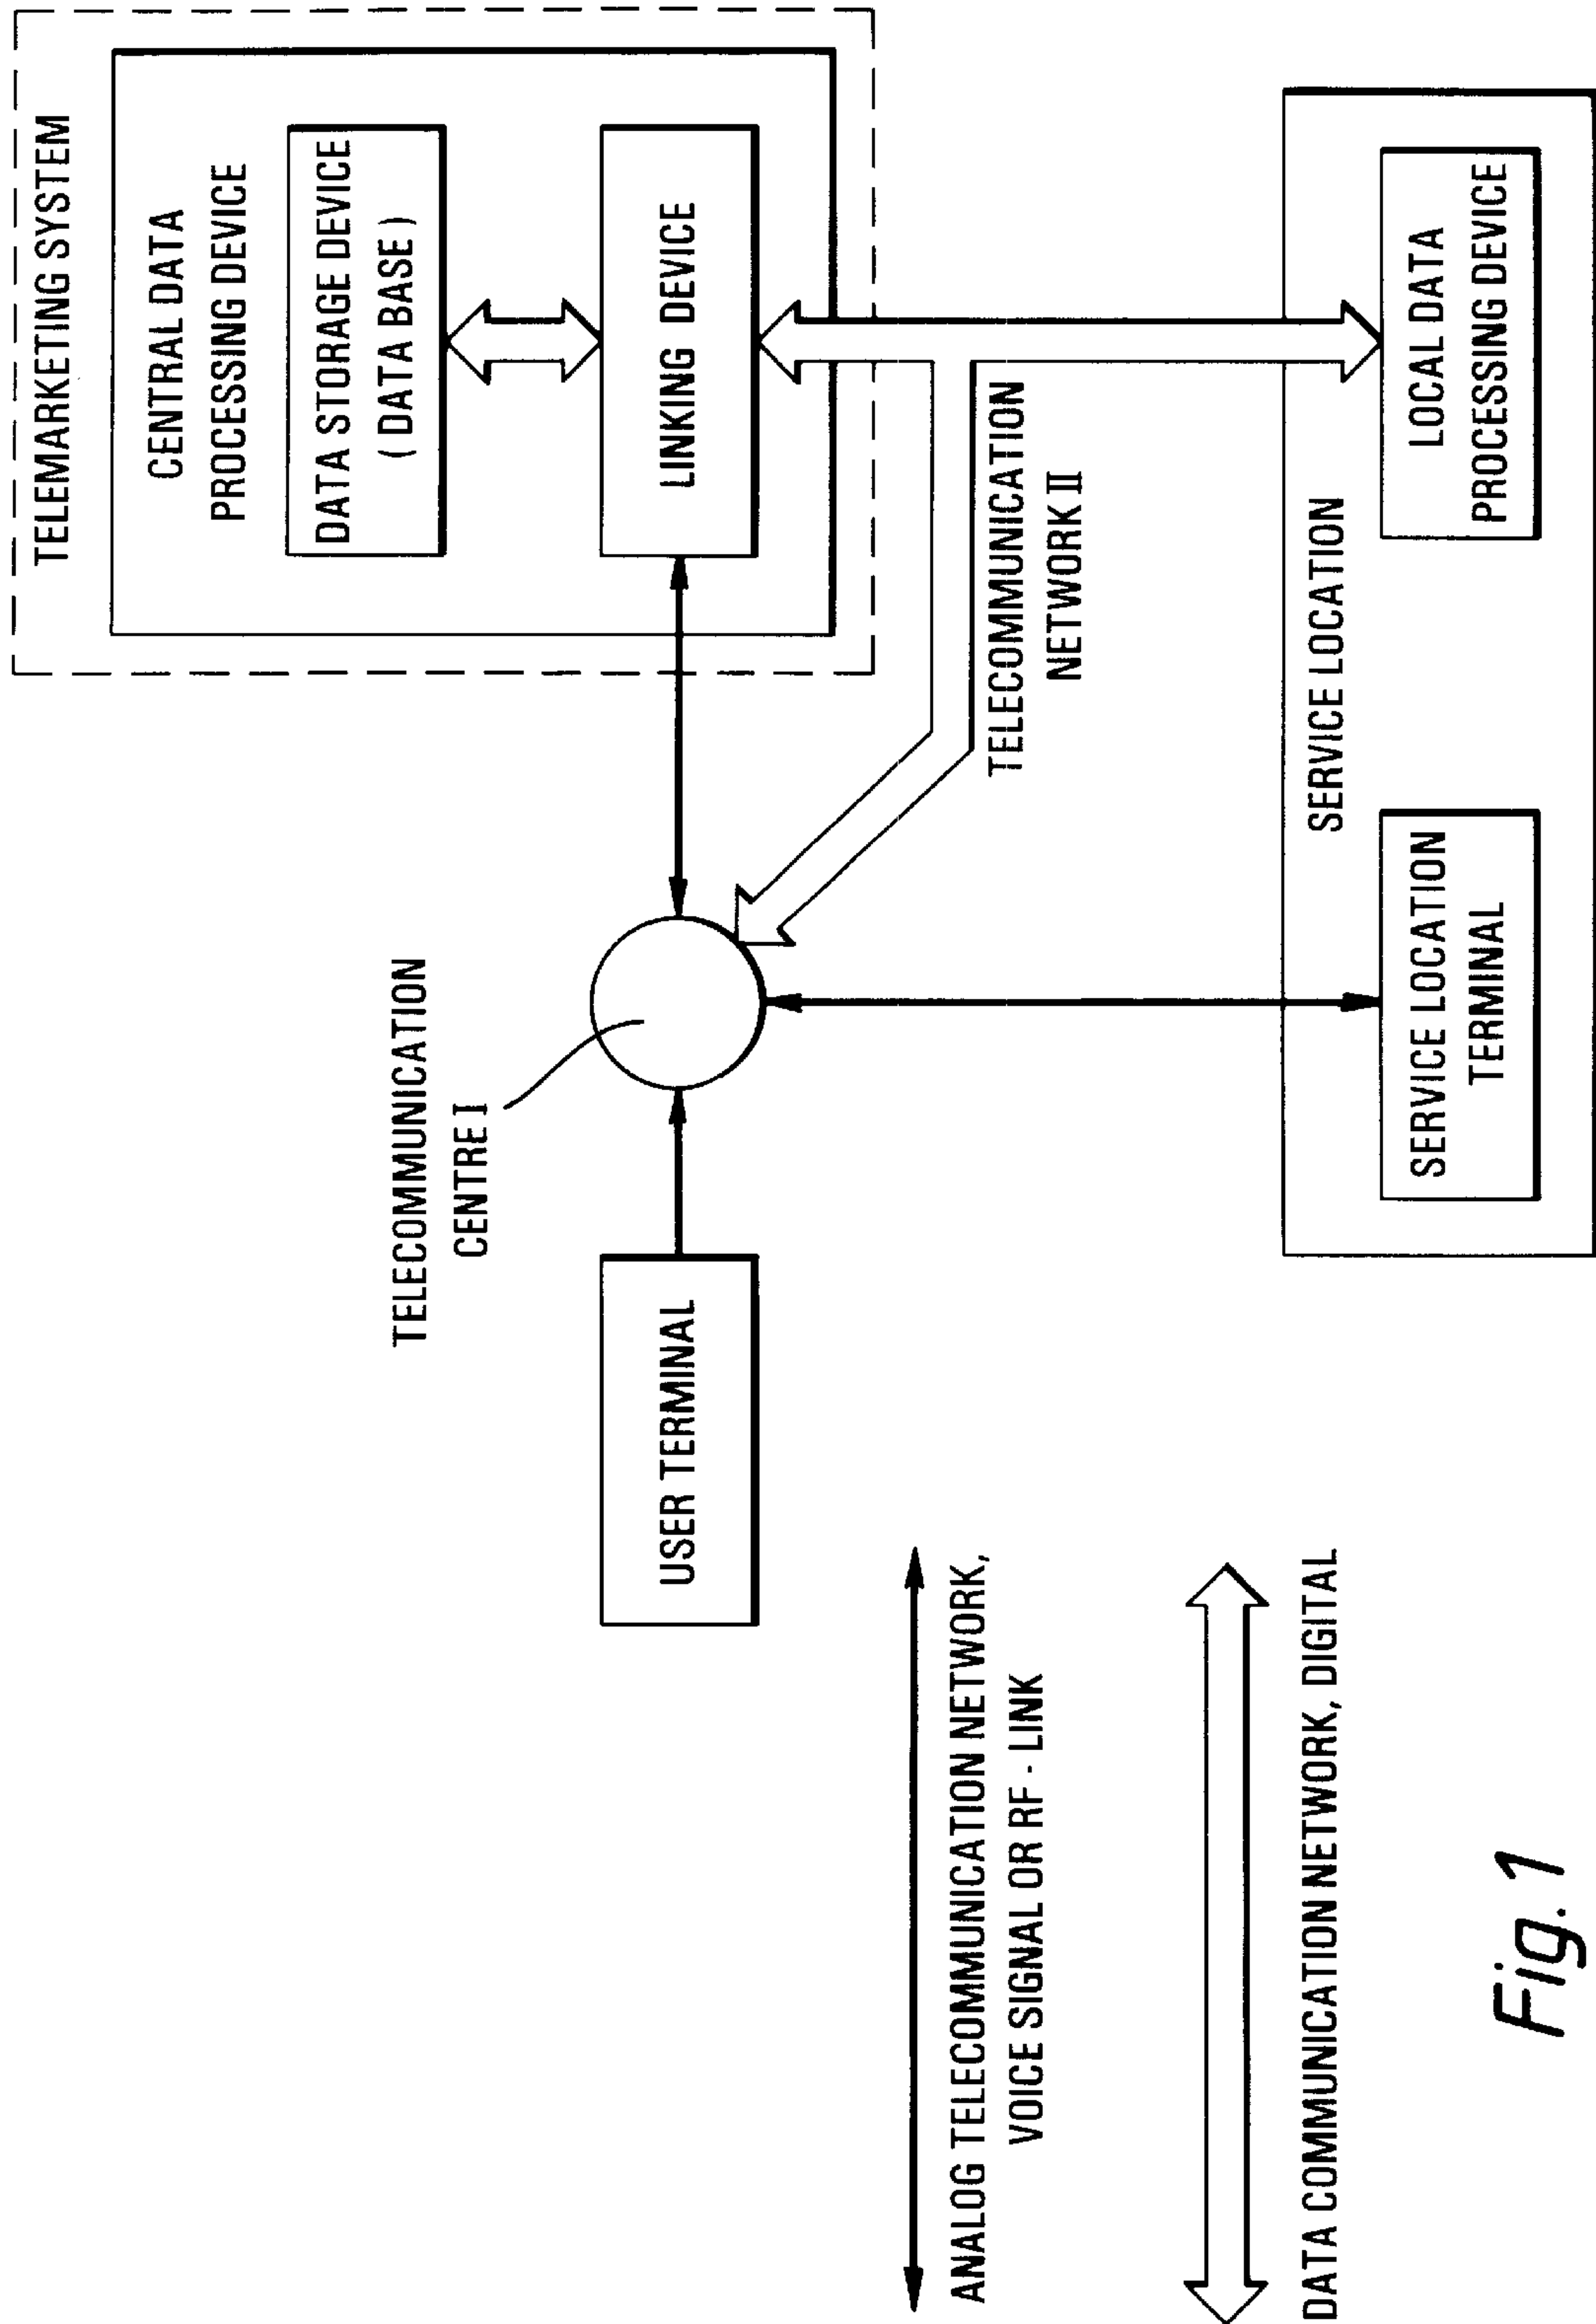 TELEMARKETING SYSTEM
CENTRAL DATA
PROCESSING DEVICE
DATA STORAGE DEVICE
( DATA BASE )
LINKING DEVICE
TELECOMMUNICATION
CENTRE I
USER TERMINAL
TELECOMMUNICATION
NETWORK II
SERVICE LOCATION
SERVICE LOCATION
TERMINAL
LOCAL DATA
PROCESSING DEVICE
ANALOG TELECOMMUNICATION NETWORK,
VOICE SIGNAL OR RF - LINK
DATA COMMUNICATION NETWORK, DIGITAL
Fig. 1